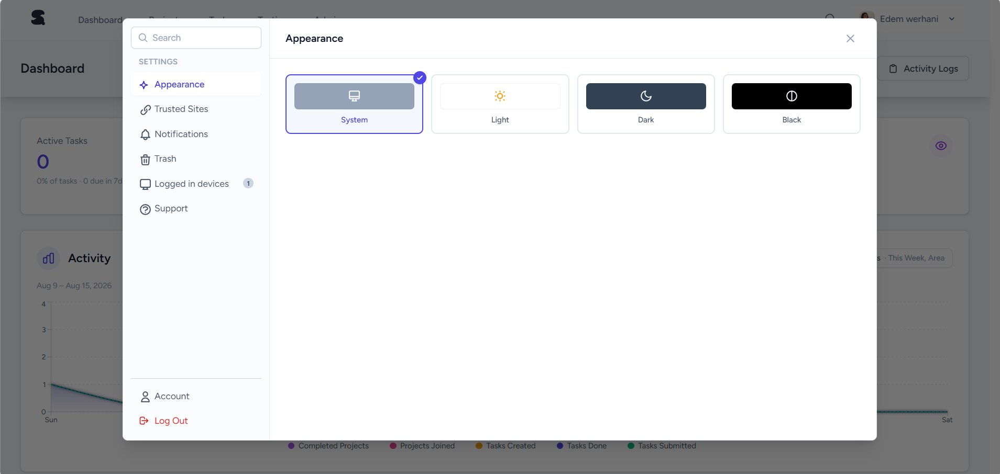 Dashboard
Edem werhani
Search
Appearance
SETTINGS
Dashboard
Activity Logs
Appearance
System
Light
Dark
Black
Trusted Sites
Notifications
Trash
Logged in devices 1
Support
Active Tasks
0
0% of tasks · 0 due in 7d
Activity
s · This Week, Area
Aug 9 – Aug 15, 2026
4
3
2
1
0
Sun
Sat
Account
Log Out
Completed Projects
Projects Joined
Tasks Created
Tasks Done
Tasks Submitted